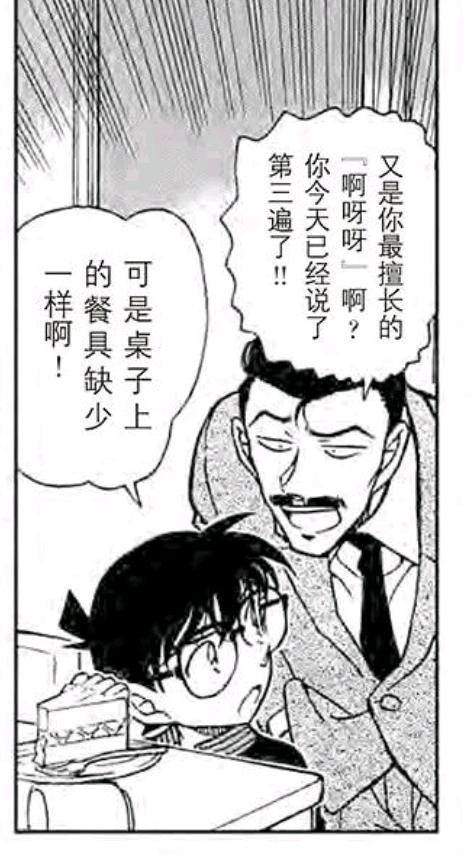 又是你最擅长的
『啊呀呀』啊?
你今天已经说了
第三遍了!!
可是桌子上
的餐具缺少
一样啊!